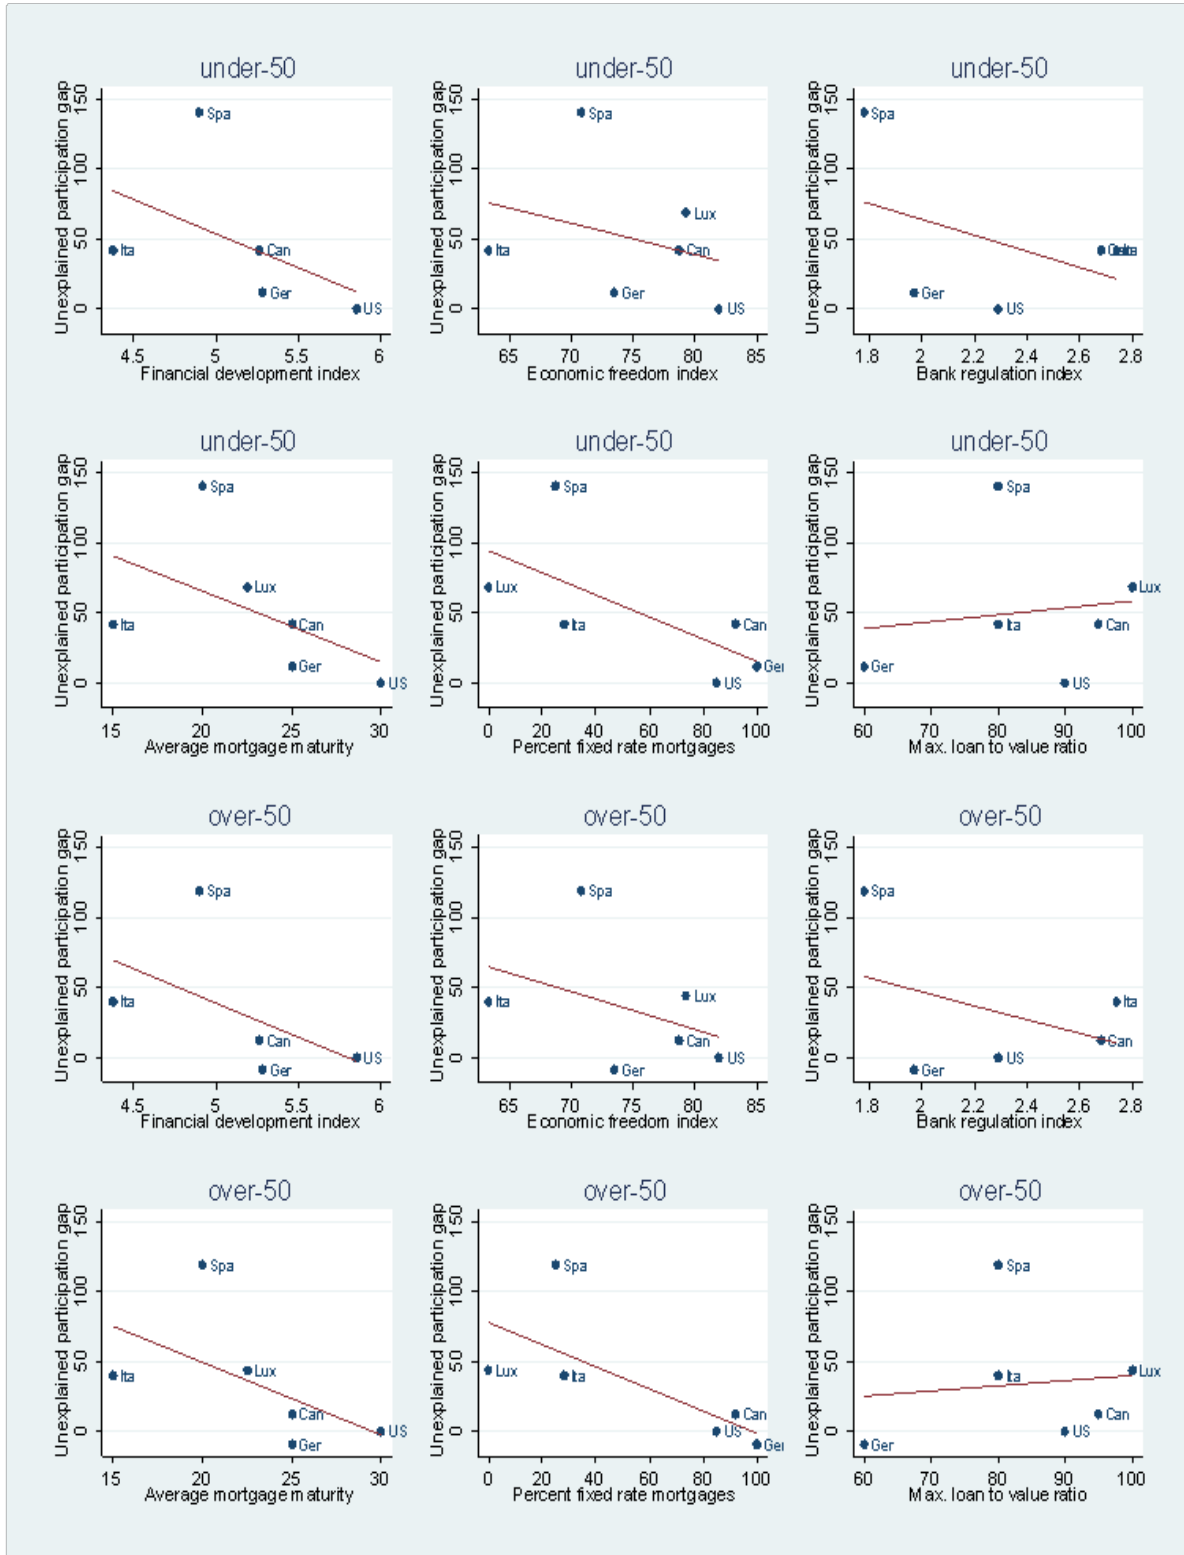 under-50
under-50
under-50
Unexplained participation gap
0 50 100 150
Spa
Ita
Can
Ger
US
4.5 5 5.5 6
Financial development index
Unexplained participation gap
0 50 100 150
Spa
Lux
Ita
Can
Ger
US
65 70 75 80 85
Economic freedom index
Unexplained participation gap
0 50 100 150
Spa
Ita
Ger
US
1.8 2 2.2 2.4 2.6 2.8
Bank regulation index
under-50
under-50
under-50
Unexplained participation gap
0 50 100 150
Spa
Lux
Ita
Can
Ger
US
15 20 25 30
Average mortgage maturity
Unexplained participation gap
0 50 100 150
Spa
Lux
Ita
Can
Ger
US
0 20 40 60 80 100
Percent fixed rate mortgages
Unexplained participation gap
0 50 100 150
Spa
Lux
Ita
Can
Ger
US
60 70 80 90 100
Max. loan to value ratio
over-50
over-50
over-50
Unexplained participation gap
0 50 100 150
Spa
Ita
Can
US
Ger
4.5 5 5.5 6
Financial development index
Unexplained participation gap
0 50 100 150
Spa
Lux
Ita
Can
US
Ger
65 70 75 80 85
Economic freedom index
Unexplained participation gap
0 50 100 150
Spa
Ita
Can
US
Ger
1.8 2 2.2 2.4 2.6 2.8
Bank regulation index
over-50
over-50
over-50
Unexplained participation gap
0 50 100 150
Spa
Lux
Ita
Can
US
Ger
15 20 25 30
Average mortgage maturity
Unexplained participation gap
0 50 100 150
Spa
Lux
Ita
Can
US
Ger
0 20 40 60 80 100
Percent fixed rate mortgages
Unexplained participation gap
0 50 100 150
Spa
Lux
Ita
Can
US
Ger
60 70 80 90 100
Max. loan to value ratio